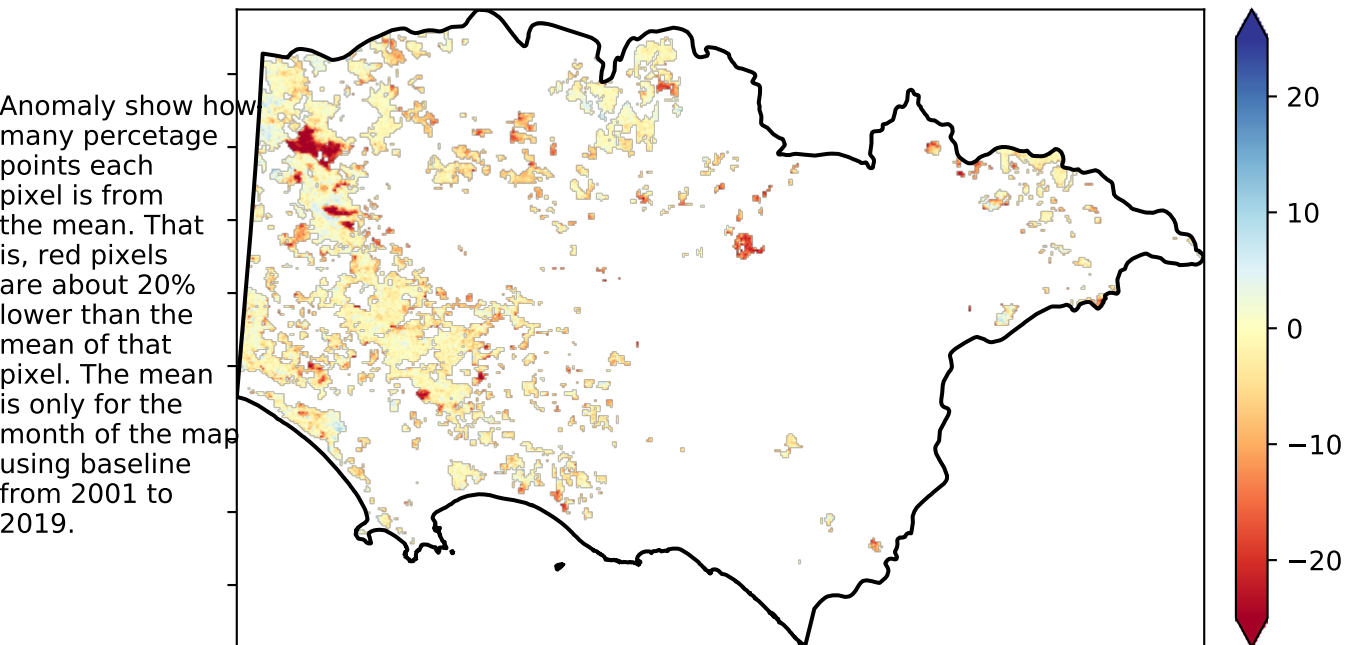 Anomaly show how
many percetage
points each
pixel is from
the mean. That
is, red pixels
are about 20%
lower than the
mean of that
pixel. The mean
is only for the
month of the map
using baseline
from 2001 to
2019.
20
10
0
−10
−20